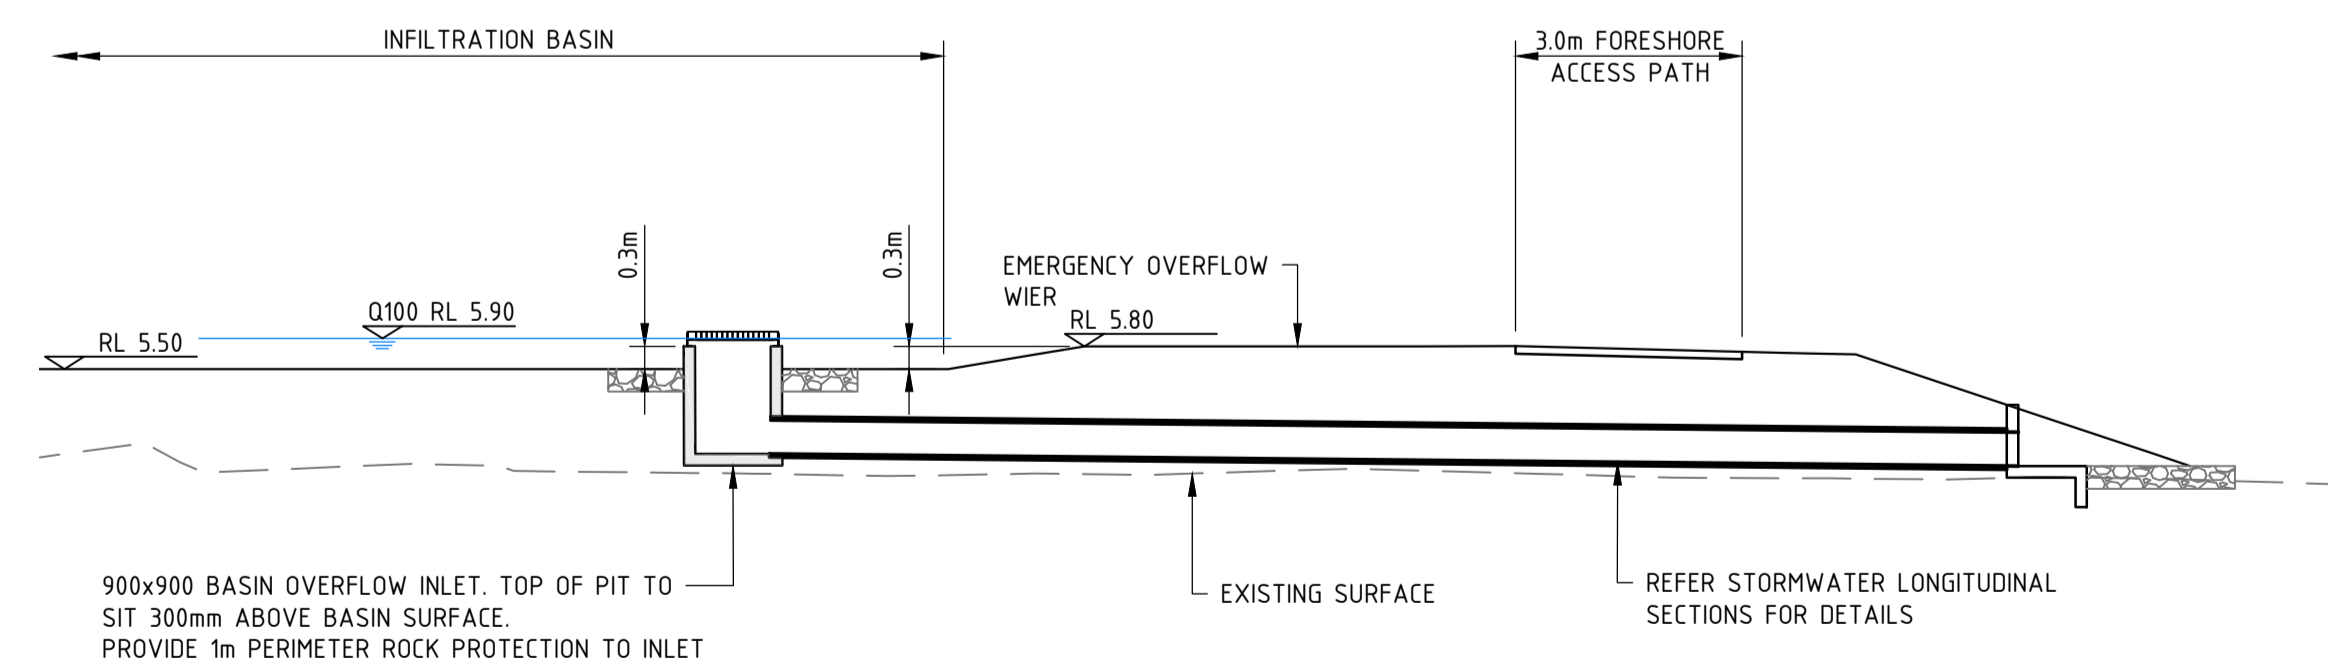 INFILTRATION BASIN
3.0m FORESHORE
ACCESS PATH
0.3m
0.3m
EMERGENCY OVERFLOW
WIER
Q100 RL 5.90
RL 5.80
RL 5.50
900x900 BASIN OVERFLOW INLET. TOP OF PIT TO
SIT 300mm ABOVE BASIN SURFACE.
PROVIDE 1m PERIMETER ROCK PROTECTION TO INLET
EXISTING SURFACE
REFER STORMWATER LONGITUDINAL
SECTIONS FOR DETAILS